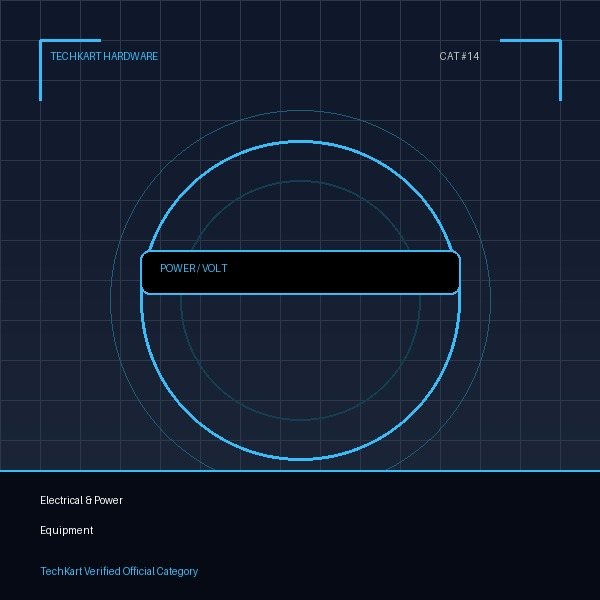 TECHKART HARDWARE
CAT #14
POWER / VOLT
Electrical & Power
Equipment
TechKart Verified Official Category